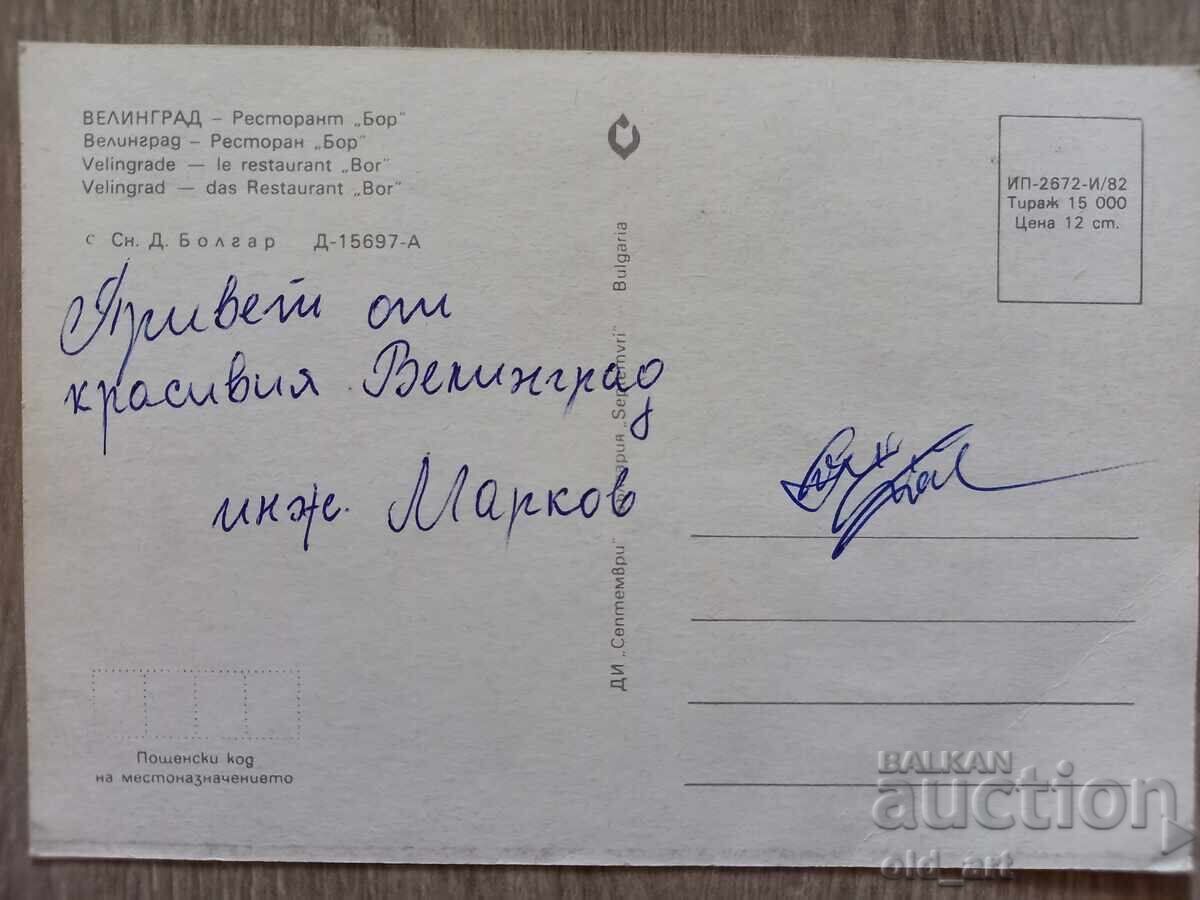 ВЕЛИНГРАД – Ресторант „Бор"
Велинград – Ресторан „Бор"
Velingrade — le restaurant „Bor"
Velingrad — das Restaurant „Bor"
с Сн. Д. Болгар Д-15697-А
Привет от
красивия Велинград
инж. Марков
Пощенски код
на местоназначението
ДИ „Септември" „Septemvri" Bulgaria
ИП-2672-И/82
Тираж 15 000
Цена 12 ст.
BALKAN
auction
old_art